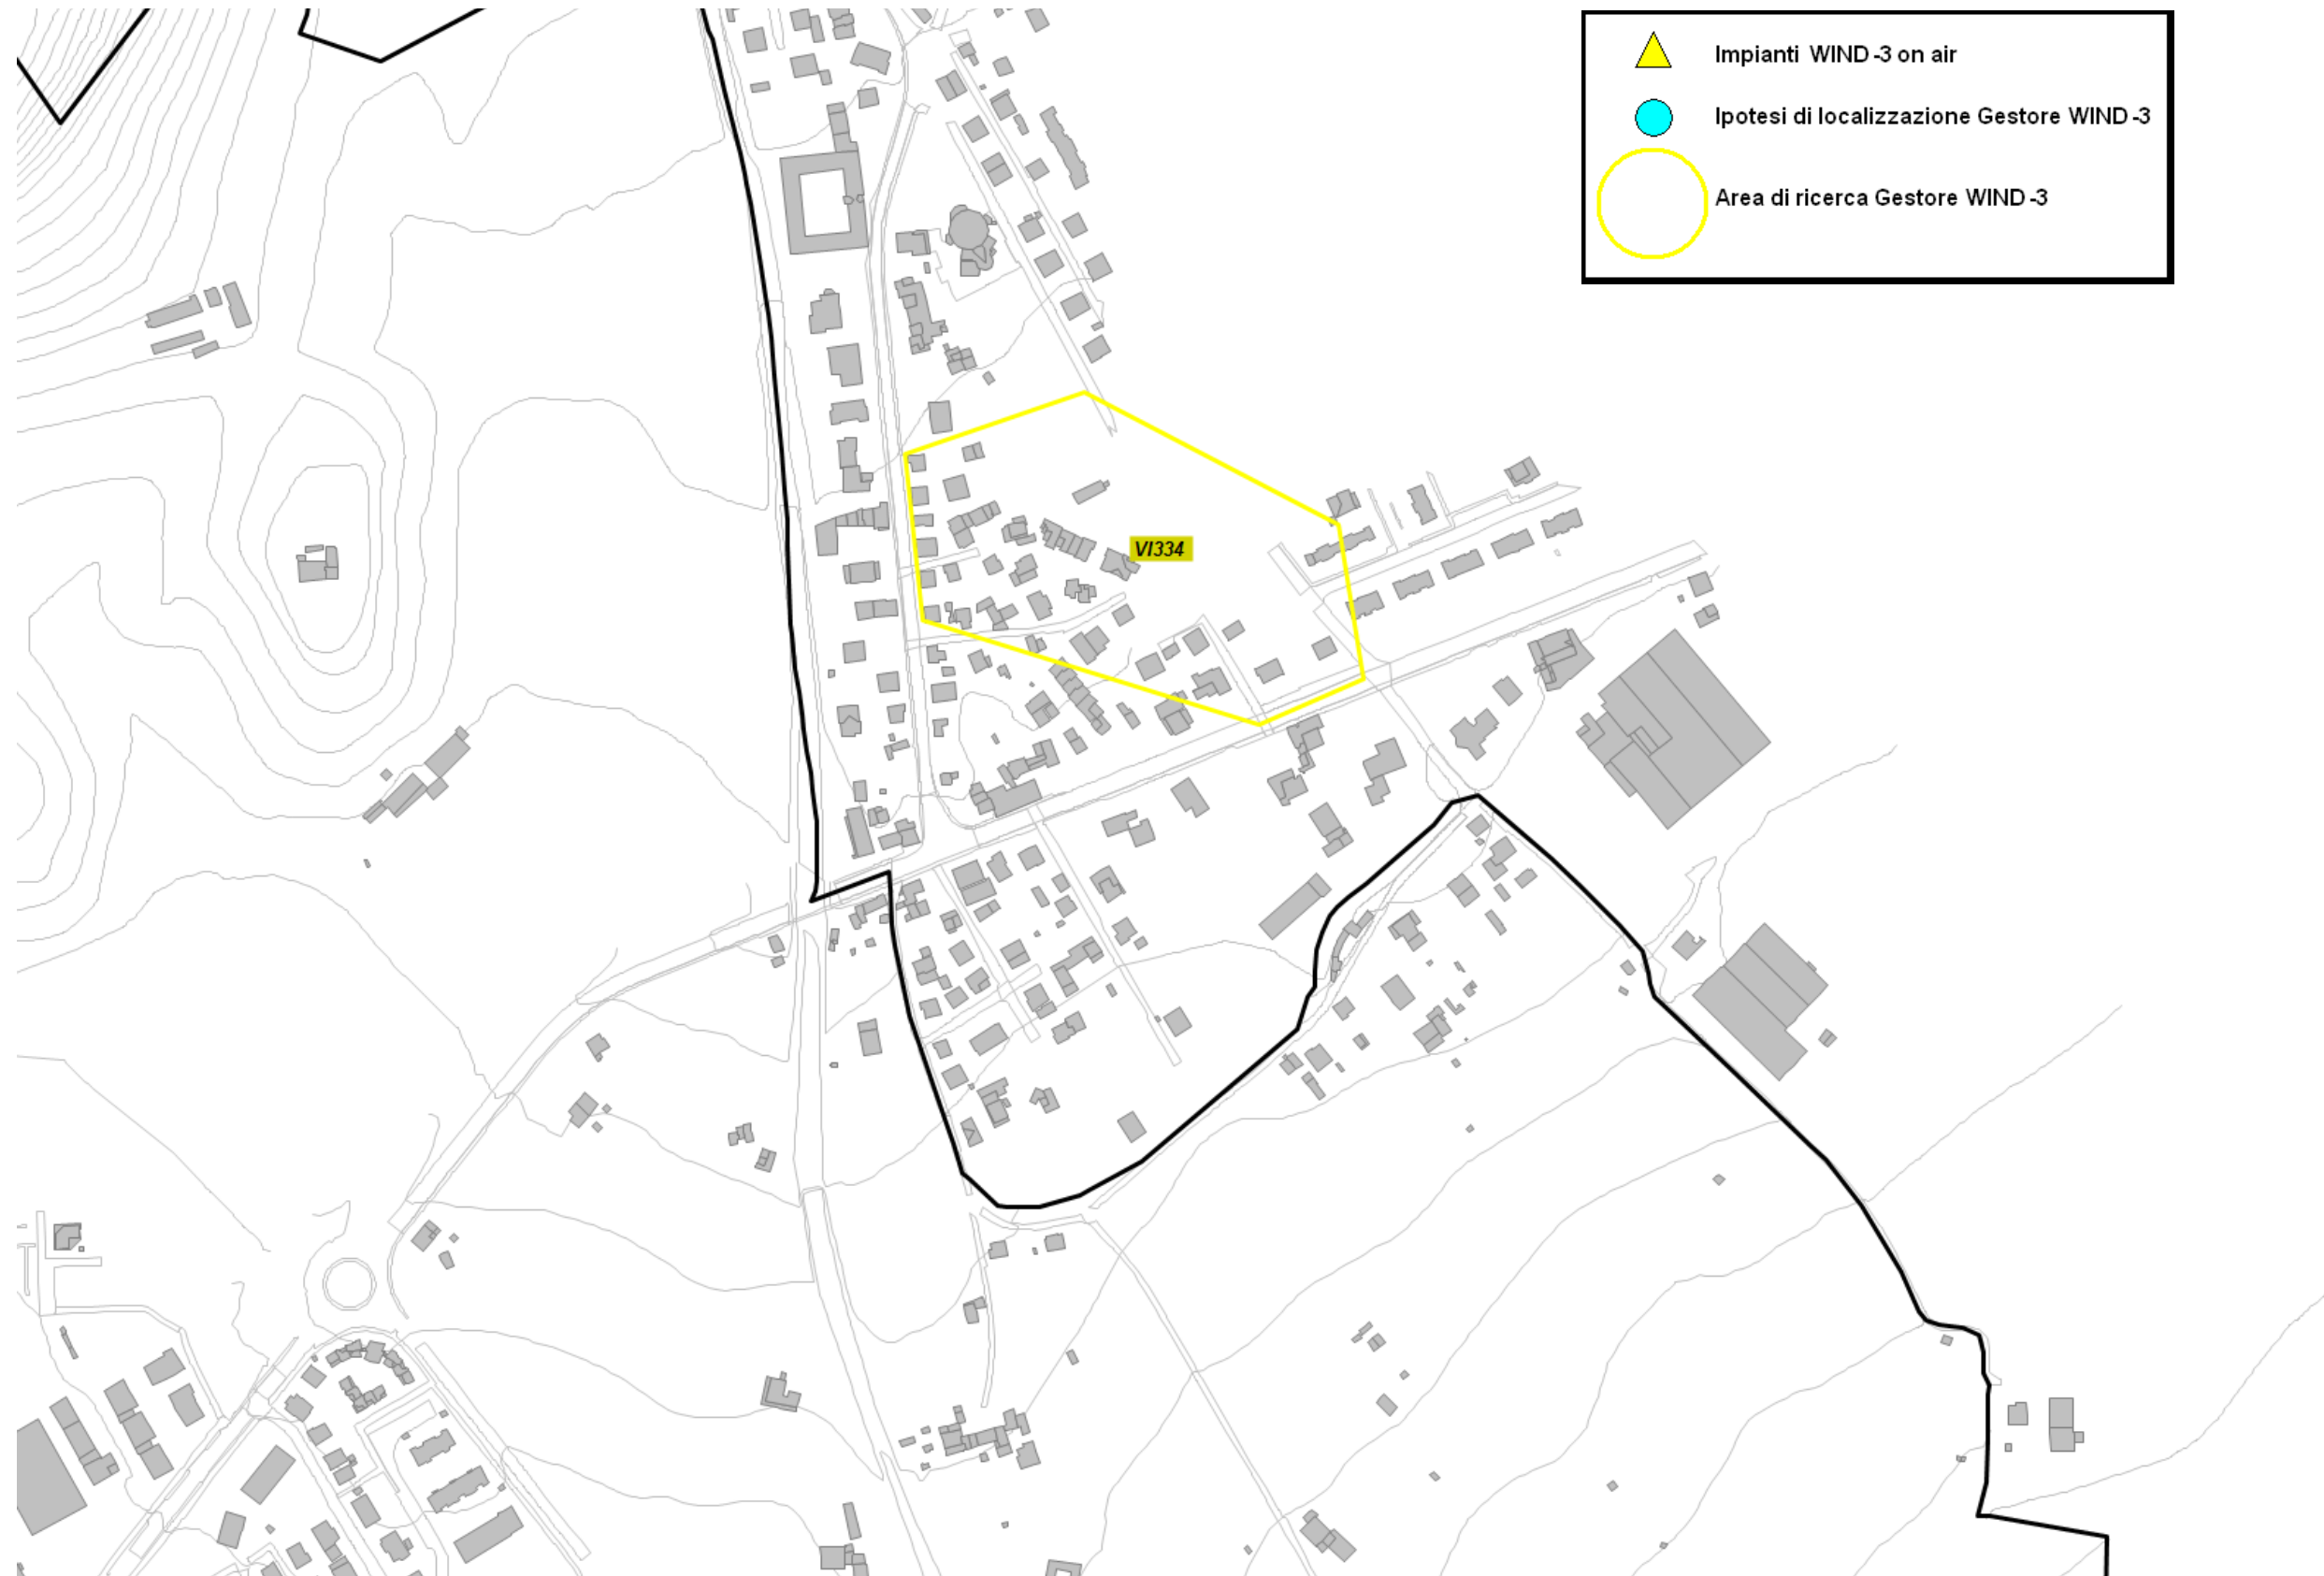 Impianti WIND-3 on air
Ipotesi di localizzazione Gestore WIND-3
Area di ricerca Gestore WIND-3
VI334